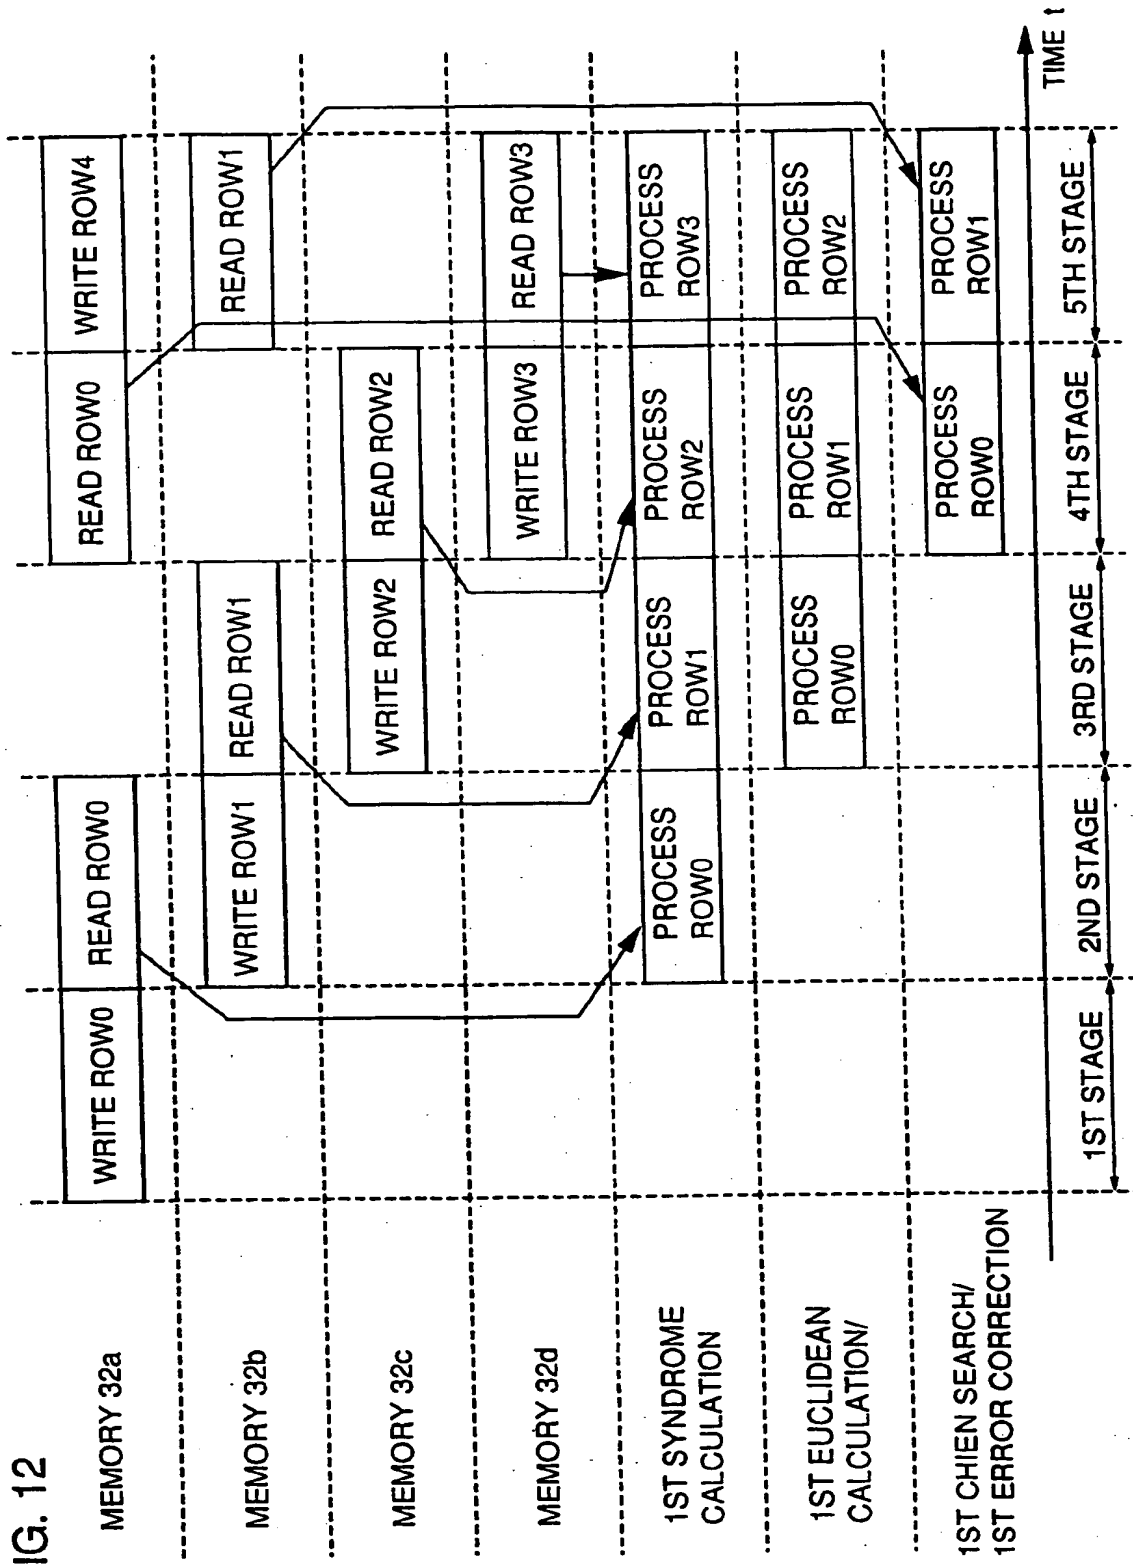 IG. 12
MEMORY 32a
WRITE ROW0
READ ROW0
READ ROW0
WRITE ROW4
MEMORY 32b
WRITE ROW1
READ ROW1
READ ROW1
MEMORY 32c
WRITE ROW2
READ ROW2
MEMORY 32d
WRITE ROW3
READ ROW3
1ST SYNDROME
CALCULATION
PROCESS
ROW0
PROCESS
ROW1
PROCESS
ROW2
PROCESS
ROW3
1ST EUCLIDEAN
CALCULATION/
PROCESS
ROW0
PROCESS
ROW1
PROCESS
ROW2
1ST CHIEN SEARCH/
1ST ERROR CORRECTION
PROCESS
ROW0
PROCESS
ROW1
TIME t
1ST STAGE
2ND STAGE
3RD STAGE
4TH STAGE
5TH STAGE